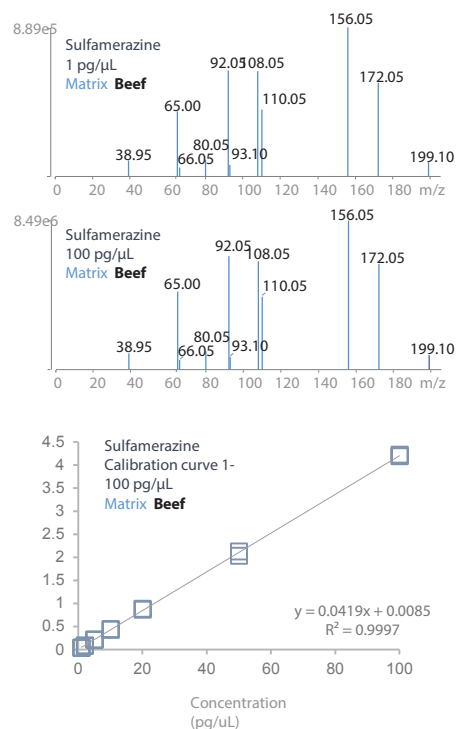 8.89e5
Sulfamerazine
1 pg/µL
Matrix Beef
156.05
92.05 108.05
172.05
110.05
65.00
80.05
38.95
66.05
93.10
199.10
0 20 40 60 80 100 120 140 160 180 m/z
8.49e6
Sulfamerazine
100 pg/µL
Matrix Beef
156.05
92.05
108.05
172.05
65.00
110.05
80.05
38.95
66.05
93.10
199.10
0 20 40 60 80 100 120 140 160 180 m/z
4.5
4
3.5
3
2.5
2
1.5
1
0.5
0
Sulfamerazine
Calibration curve 1-
100 pg/µL
Matrix Beef
y = 0.0419x + 0.0085
R² = 0.9997
0 20 40 60 80 100
Concentration
(pg/uL)